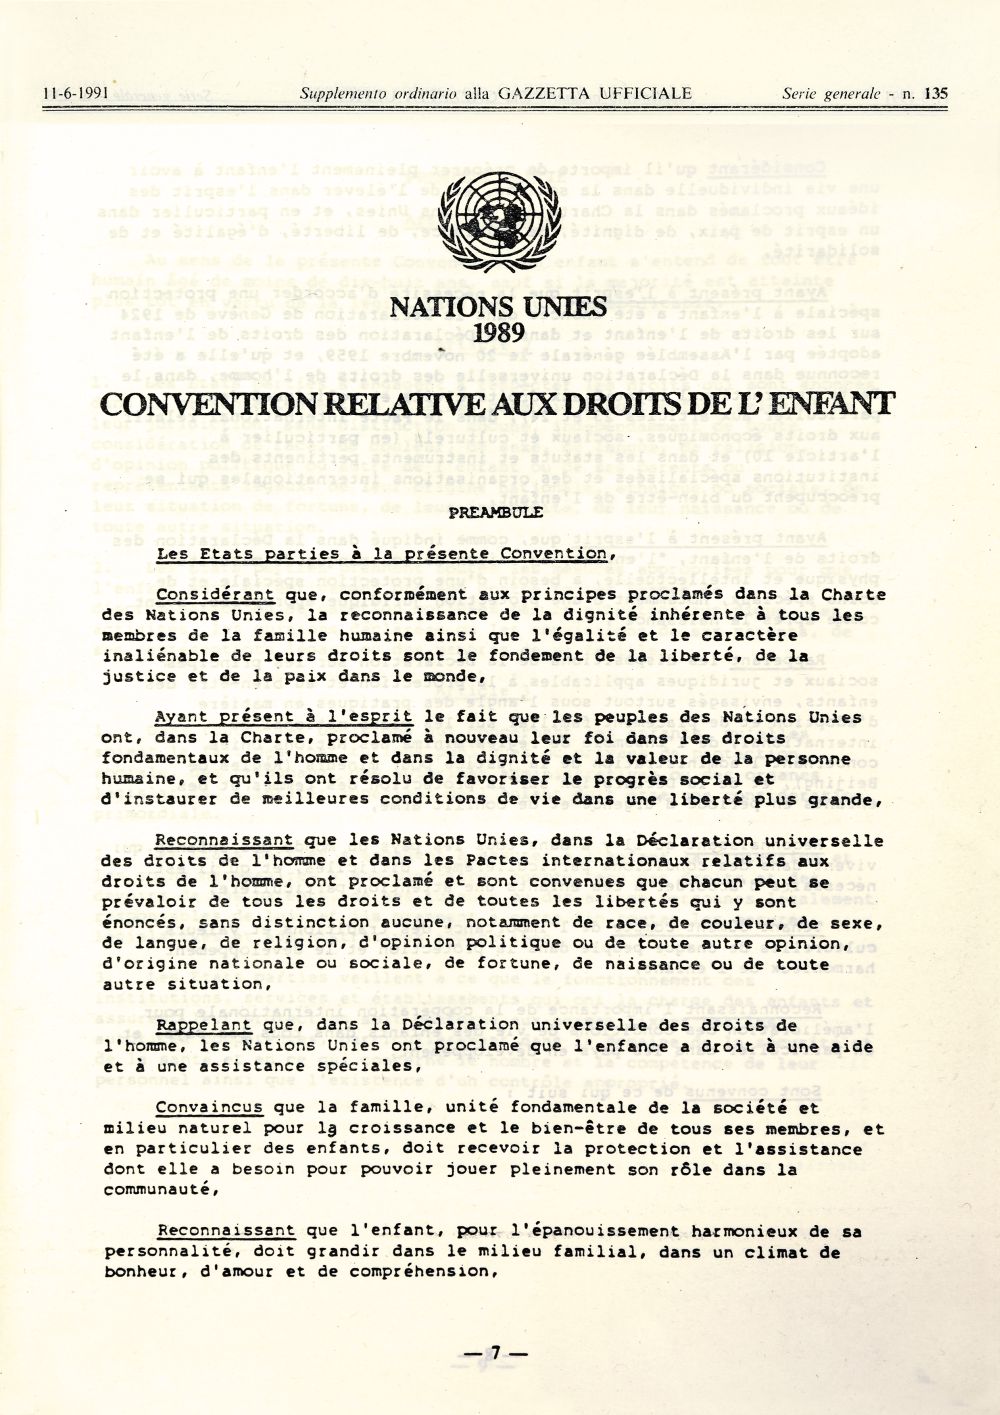 11-6-1991 Supplemento ordinario alla GAZZETTA UFFICIALE Serie generale - n. 135
NATIONS UNIES
1989
CONVENTION RELATIVE AUX DROITS DE L'ENFANT
PREAMBULE
Les Etats parties à la présente Convention,
Considérant que, conformément aux principes proclamés dans la Charte
des Nations Unies, la reconnaissance de la dignité inhérente à tous les
membres de la famille humaine ainsi que l'égalité et le caractère
inaliénable de leurs droits sont le fondement de la liberté, de la
justice et de la paix dans le monde,
Ayant présent à l'esprit le fait que les peuples des Nations Unies
ont, dans la Charte, proclamé à nouveau leur foi dans les droits
fondamentaux de l'homme et dans la dignité et la valeur de la personne
humaine, et qu'ils ont résolu de favoriser le progrès social et
d'instaurer de meilleures conditions de vie dans une liberté plus grande,
Reconnaissant que les Nations Unies, dans la Déclaration universelle
des droits de l'homme et dans les Pactes internationaux relatifs aux
droits de l'homme, ont proclamé et sont convenues que chacun peut se
prévaloir de tous les droits et de toutes les libertés qui y sont
énoncés, sans distinction aucune, notamment de race, de couleur, de sexe,
de langue, de religion, d'opinion politique ou de toute autre opinion,
d'origine nationale ou sociale, de fortune, de naissance ou de toute
autre situation,
Rappelant que, dans la Déclaration universelle des droits de
l'homme, les Nations Unies ont proclamé que l'enfance a droit à une aide
et à une assistance spéciales,
Convaincus que la famille, unité fondamentale de la société et
milieu naturel pour la croissance et le bien-être de tous ses membres, et
en particulier des enfants, doit recevoir la protection et l'assistance
dont elle a besoin pour pouvoir jouer pleinement son rôle dans la
communauté,
Reconnaissant que l'enfant, pour l'épanouissement harmonieux de sa
personnalité, doit grandir dans le milieu familial, dans un climat de
bonheur, d'amour et de compréhension,
— 7 —